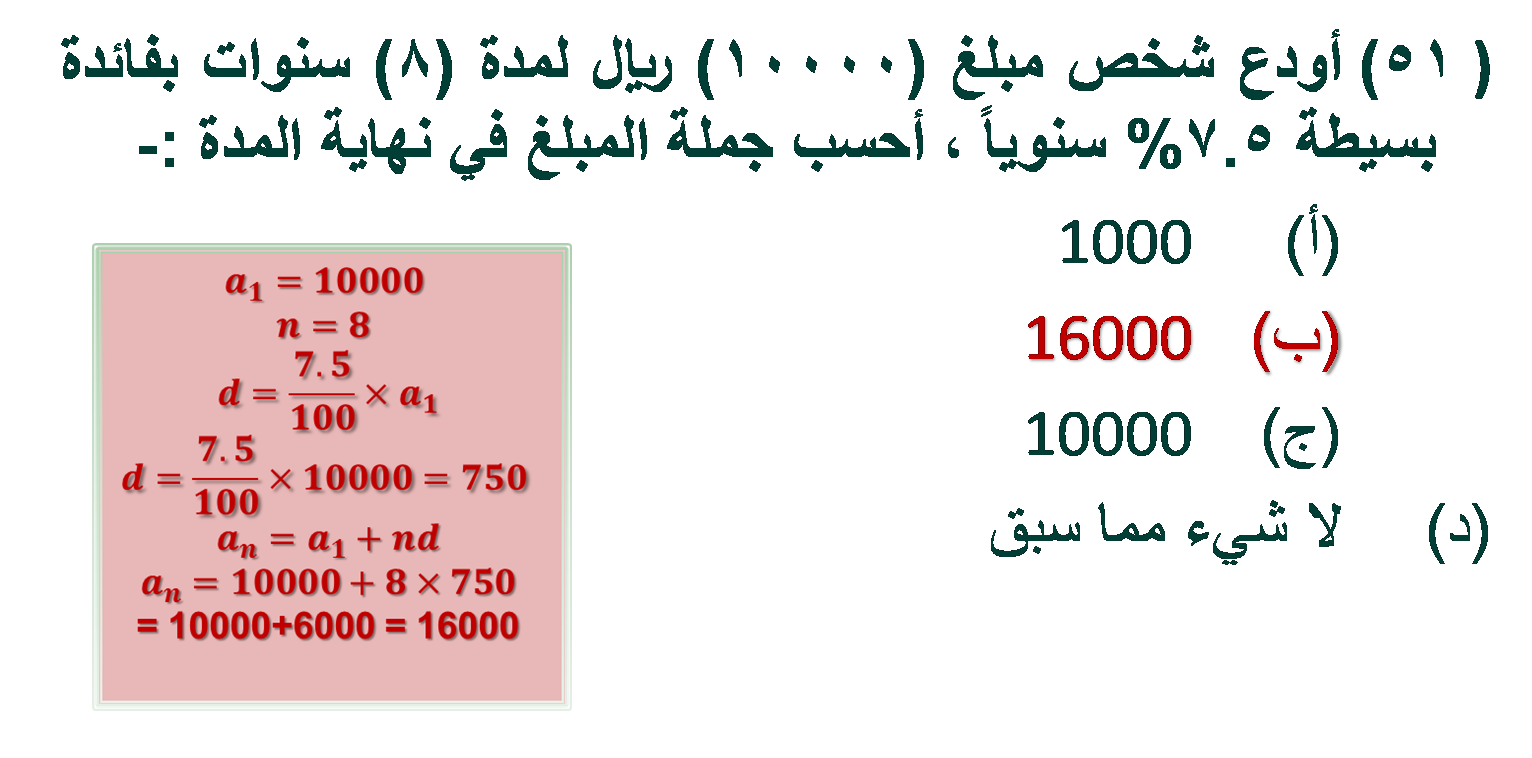 ( ٥١) أودع شخص مبلغ (١٠٠٠٠) ريال لمدة (٨) سنوات بفائدة
بسيطة ٧.٥% سنوياً ، أحسب جملة المبلغ في نهاية المدة :-
(أ) 1000
(ب) 16000
(ج) 10000
(د) لا شيء مما سبق
a₁ = 10000
n = 8
d = 7.5/100 × a₁
d = 7.5/100 × 10000 = 750
aₙ = a₁ + nd
aₙ = 10000 + 8 × 750
= 10000+6000 = 16000